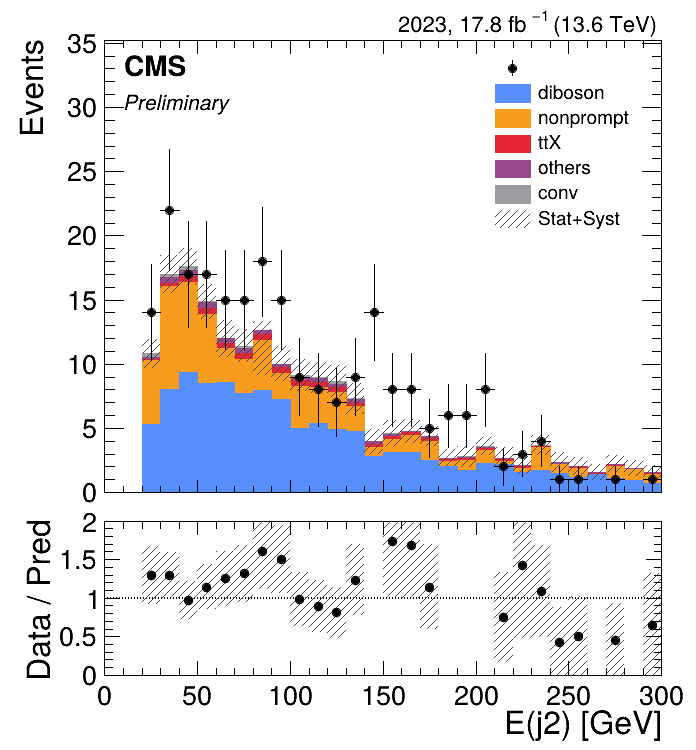 2023, 17.8 fb⁻¹ (13.6 TeV)
CMS
Preliminary
diboson
nonprompt
ttX
others
conv
Stat+Syst
Events
35
30
25
20
15
10
5
0
Data / Pred
2
1.5
1
0.5
0
0 50 100 150 200 250 300
E(j2) [GeV]